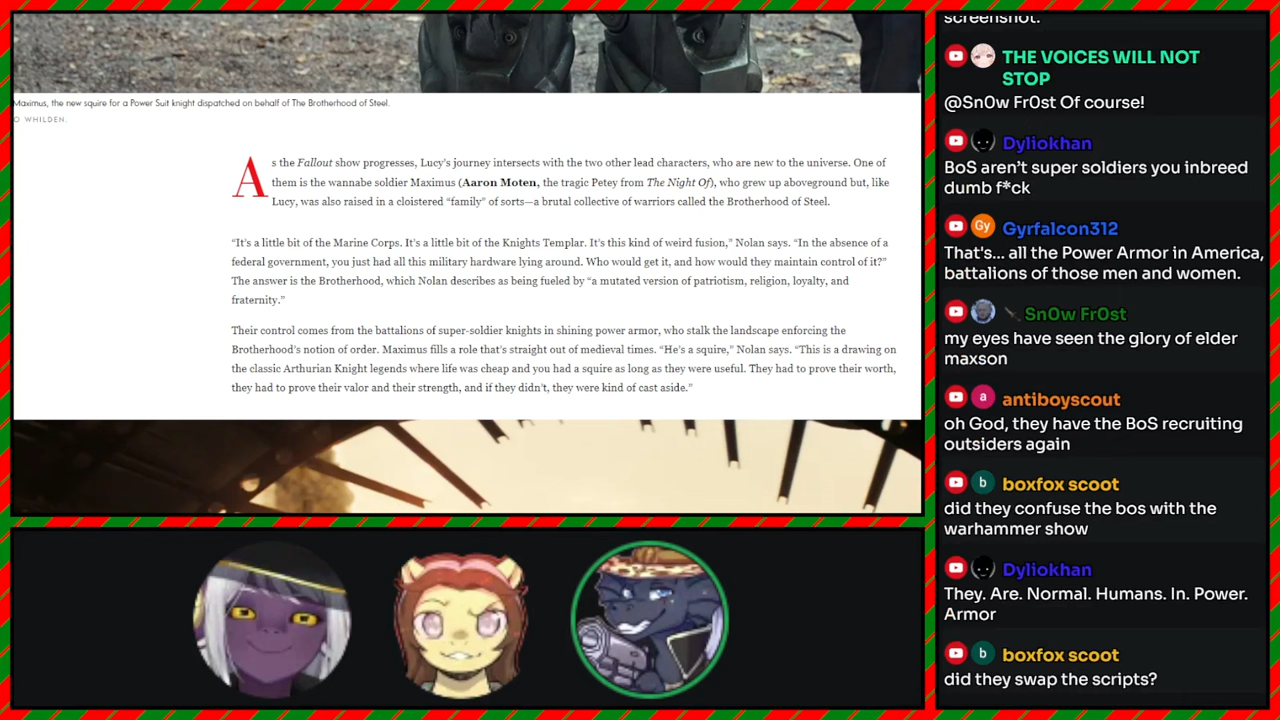 Maximus, the new squire for a Power Suit knight dispatched on behalf of The Brotherhood of Steel.
O WHILDEN.
As the Fallout show progresses, Lucy's journey intersects with the two other lead characters, who are new to the universe. One of
them is the wannabe soldier Maximus (Aaron Moten, the tragic Petey from The Night Of), who grew up aboveground but, like
Lucy, was also raised in a cloistered “family” of sorts—a brutal collective of warriors called the Brotherhood of Steel.
“It's a little bit of the Marine Corps. It's a little bit of the Knights Templar. It's this kind of weird fusion,” Nolan says. “In the absence of a
federal government, you just had all this military hardware lying around. Who would get it, and how would they maintain control of it?”
The answer is the Brotherhood, which Nolan describes as being fueled by “a mutated version of patriotism, religion, loyalty, and
fraternity.”
Their control comes from the battalions of super-soldier knights in shining power armor, who stalk the landscape enforcing the
Brotherhood's notion of order. Maximus fills a role that's straight out of medieval times. “He's a squire,” Nolan says. “This is a drawing on
the classic Arthurian Knight legends where life was cheap and you had a squire as long as they were useful. They had to prove their worth,
they had to prove their valor and their strength, and if they didn't, they were kind of cast aside.”
screenshot.
THE VOICES WILL NOT
STOP
@Sn0w Fr0st Of course!
Dyliokhan
BoS aren't super soldiers you inbreed
dumb f*ck
Gy
Gyrfalcon312
That's... all the Power Armor in America,
battalions of those men and women.
Sn0w Fr0st
my eyes have seen the glory of elder
maxson
a
antiboyscout
oh God, they have the BoS recruiting
outsiders again
b
boxfox scoot
did they confuse the bos with the
warhammer show
Dyliokhan
They. Are. Normal. Humans. In. Power.
Armor
b
boxfox scoot
did they swap the scripts?